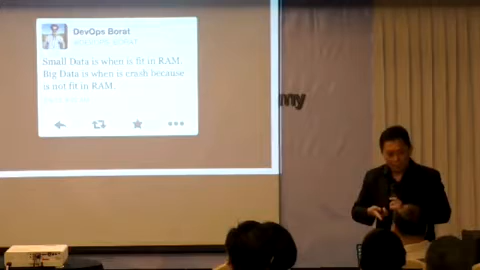 DevOps Borat
Small Data is when is fit in RAM.
Big Data is when is crash because
is not fit in RAM.
my